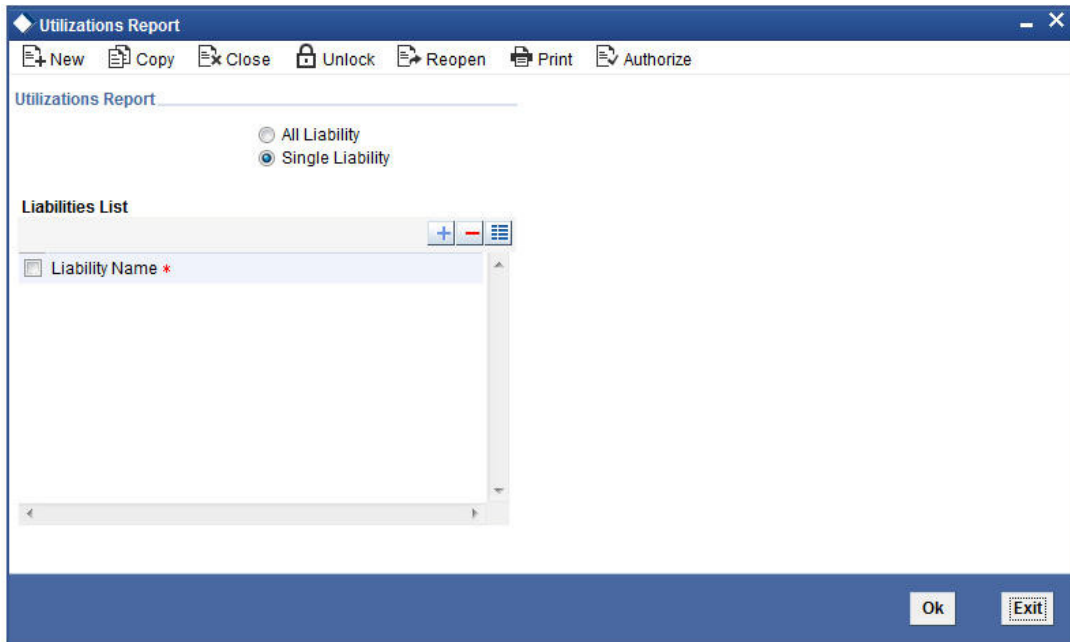 Utilizations Report
New Copy Close Unlock Reopen Print Authorize
Utilizations Report
All Liability
Single Liability
Liabilities List
Liability Name *
Ok Exit